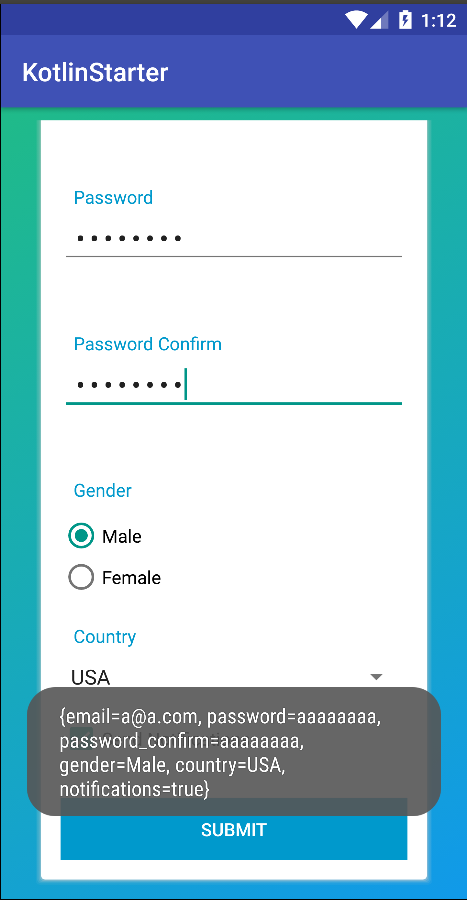 1:12
KotlinStarter
Password
••••••••
Password Confirm
••••••••
Gender
Male
Female
Country
USA
{email=a@a.com, password=aaaaaaaa,
password_confirm=aaaaaaaa,
gender=Male, country=USA,
notifications=true}
SUBMIT